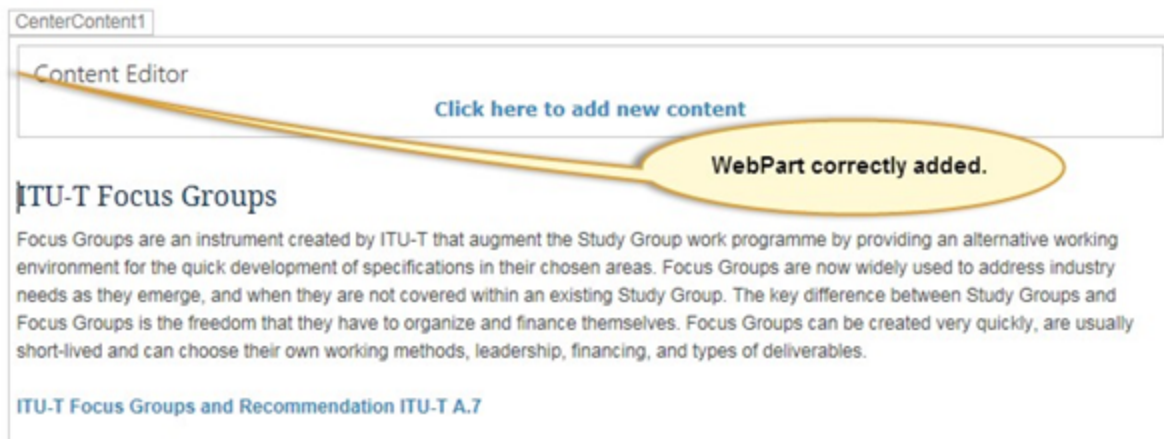 CenterContent1
Content Editor
Click here to add new content
WebPart correctly added.
ITU-T Focus Groups
Focus Groups are an instrument created by ITU-T that augment the Study Group work programme by providing an alternative working
environment for the quick development of specifications in their chosen areas. Focus Groups are now widely used to address industry
needs as they emerge, and when they are not covered within an existing Study Group. The key difference between Study Groups and
Focus Groups is the freedom that they have to organize and finance themselves. Focus Groups can be created very quickly, are usually
short-lived and can choose their own working methods, leadership, financing, and types of deliverables.
ITU-T Focus Groups and Recommendation ITU-T A.7